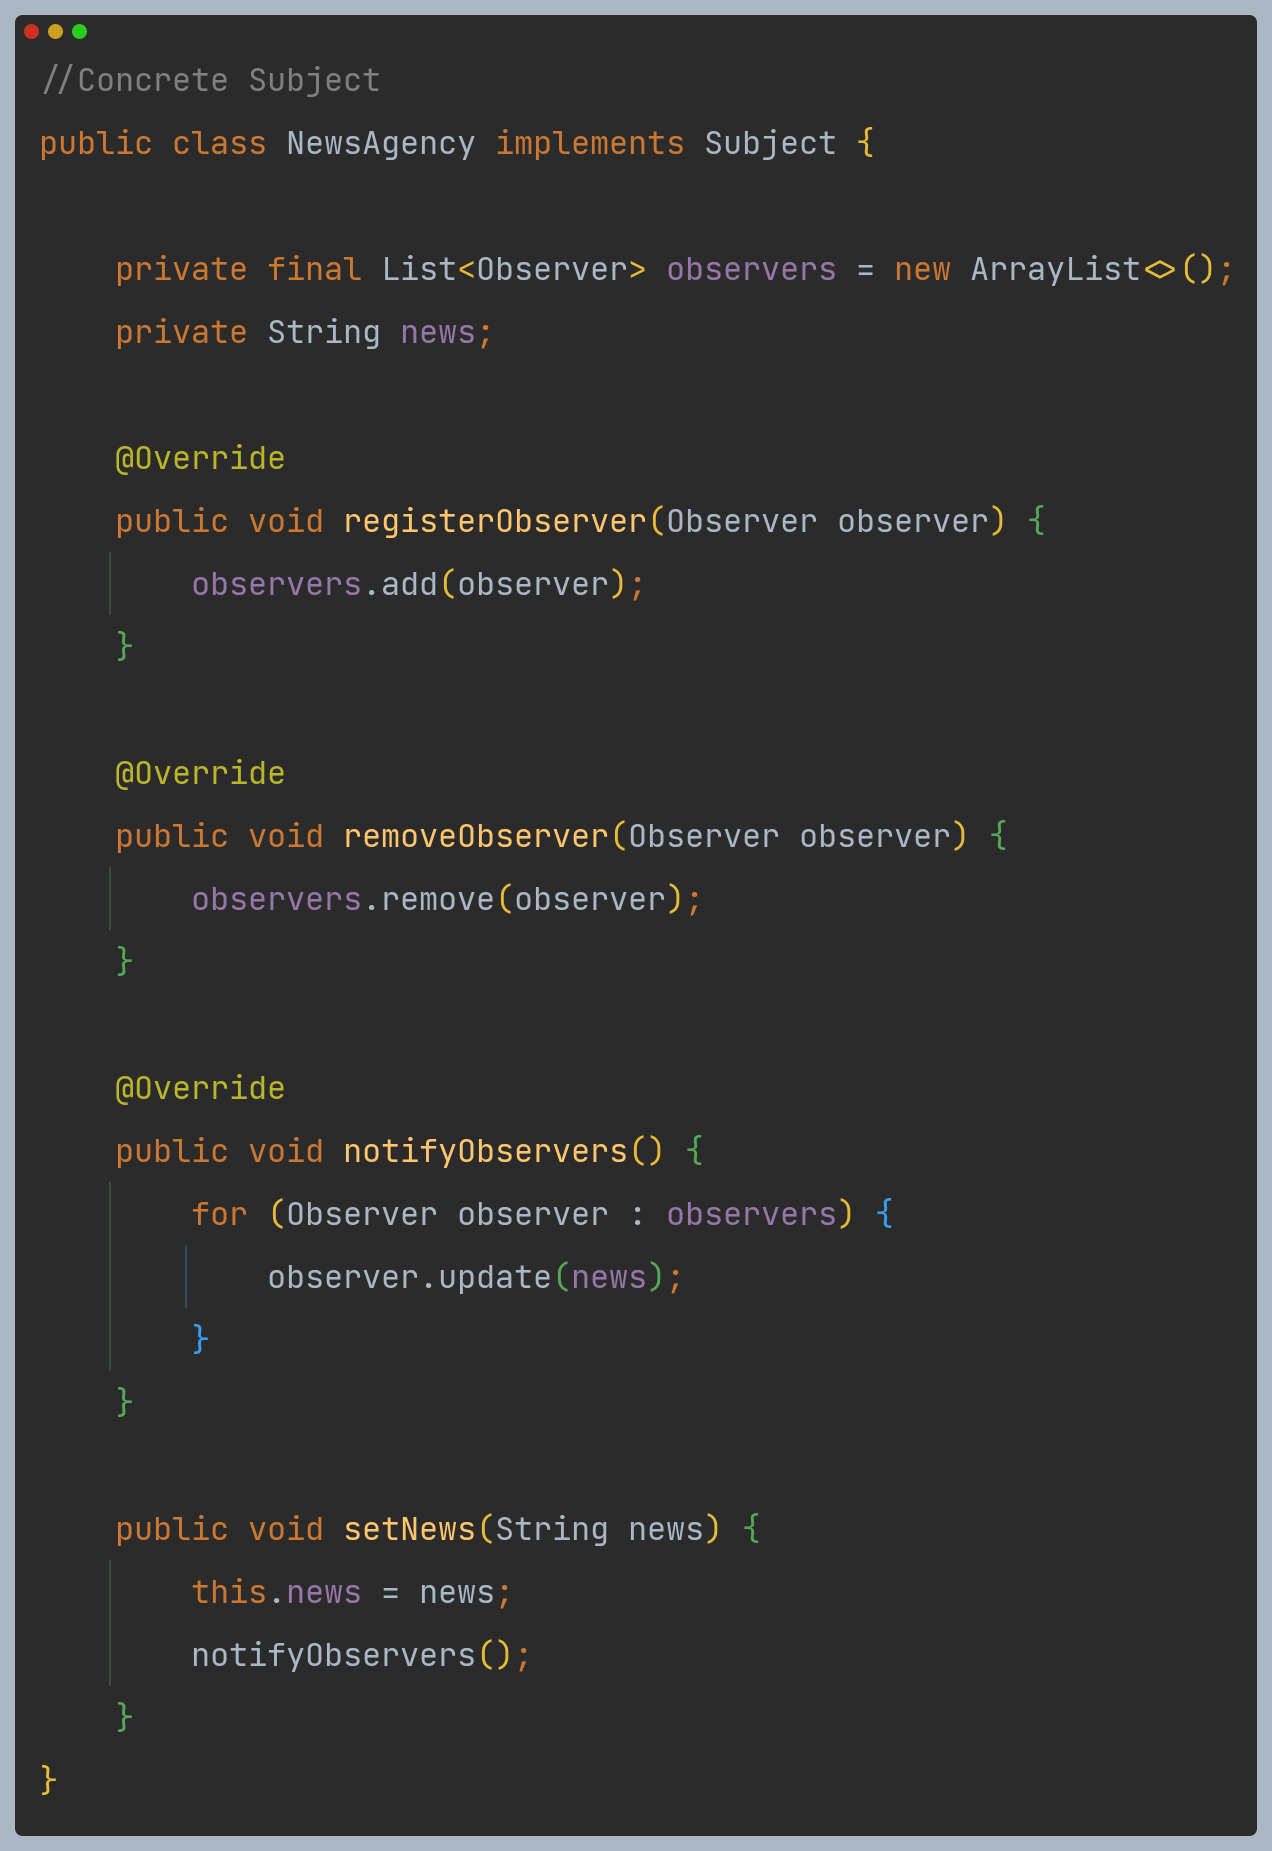 //Concrete Subject
public class NewsAgency implements Subject {
    private final List<Observer> observers = new ArrayList<>();
    private String news;
    @Override
    public void registerObserver(Observer observer) {
        observers.add(observer);
    }
    @Override
    public void removeObserver(Observer observer) {
        observers.remove(observer);
    }
    @Override
    public void notifyObservers() {
        for (Observer observer : observers) {
            observer.update(news);
        }
    }
    public void setNews(String news) {
        this.news = news;
        notifyObservers();
    }
}